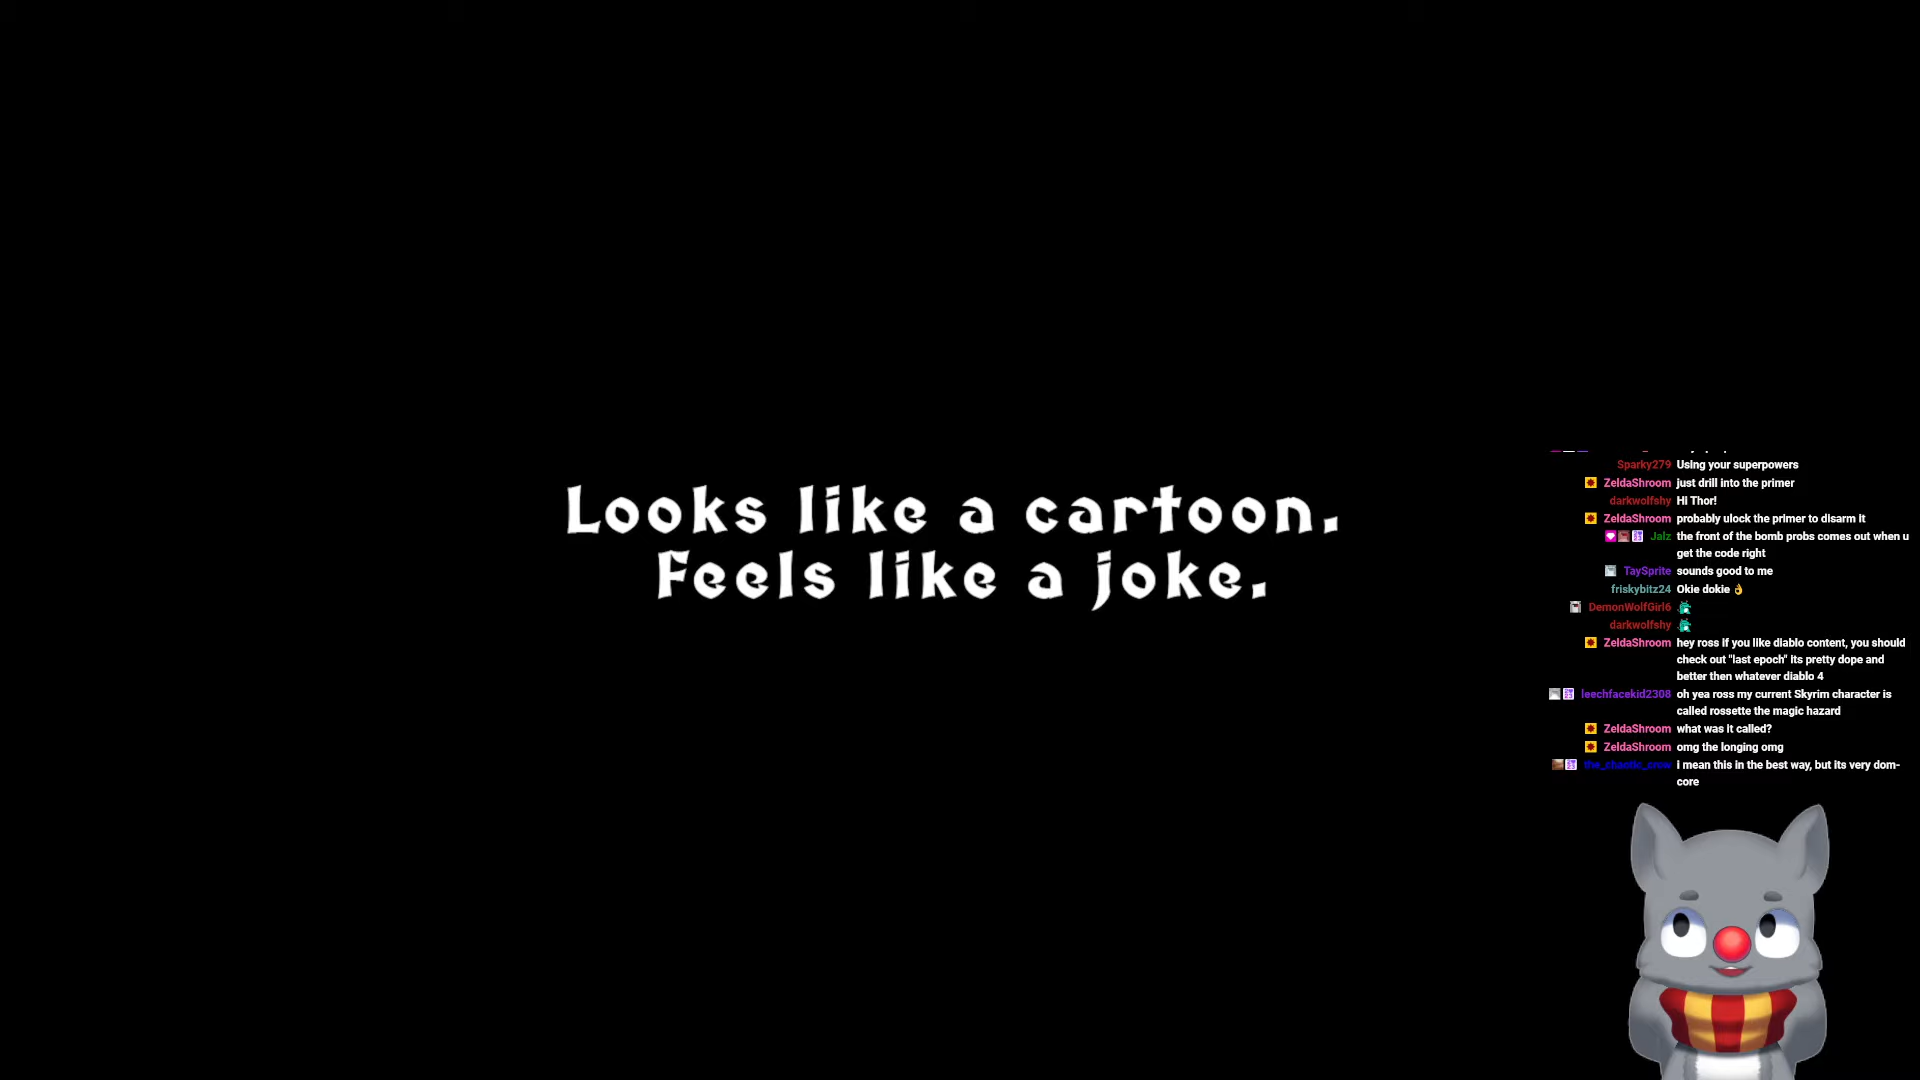 Looks like a cartoon.
Feels like a joke.
Sparky279 Using your superpowers
ZeldaShroom just drill into the primer
darkwolfshy Hi Thor!
ZeldaShroom probably ulock the primer to disarm it
Jalz the front of the bomb probs comes out when u
get the code right
TaySprite sounds good to me
friskybitz24 Okie dokie 👌
DemonWolfGirl6
darkwolfshy
ZeldaShroom hey ross if you like diablo content, you should
check out "last epoch" its pretty dope and
better then whatever diablo 4
leechfacekid2308 oh yea ross my current Skyrim character is
called rossette the magic hazard
ZeldaShroom what was it called?
ZeldaShroom omg the longing omg
the_chaotic_crow i mean this in the best way, but its very dom-
core